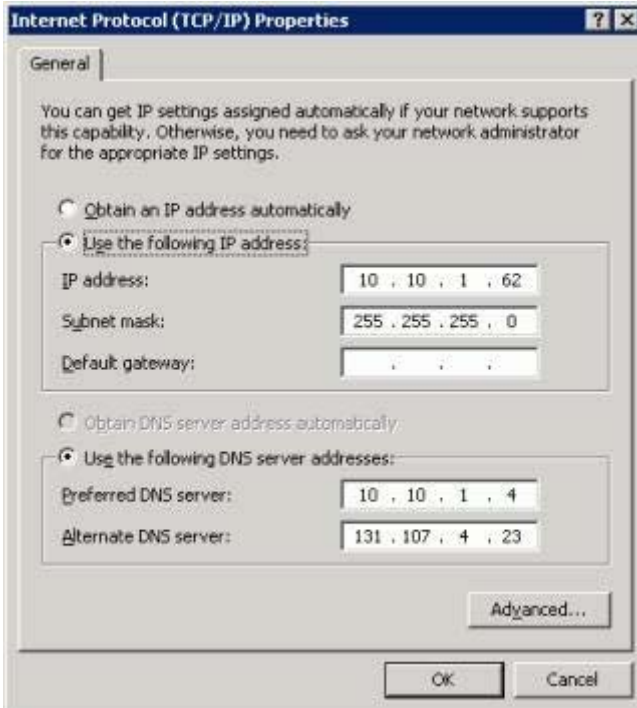 Internet Protocol (TCP/IP) Properties
General
You can get IP settings assigned automatically if your network supports
this capability. Otherwise, you need to ask your network administrator
for the appropriate IP settings.
Obtain an IP address automatically
Use the following IP address:
IP address: 10 . 10 . 1 . 62
Subnet mask: 255 . 255 . 255 . 0
Default gateway: . . .
Obtain DNS server address automatically
Use the following DNS server addresses:
Preferred DNS server: 10 . 10 . 1 . 4
Alternate DNS server: 131 . 107 . 4 . 23
Advanced...
OK Cancel